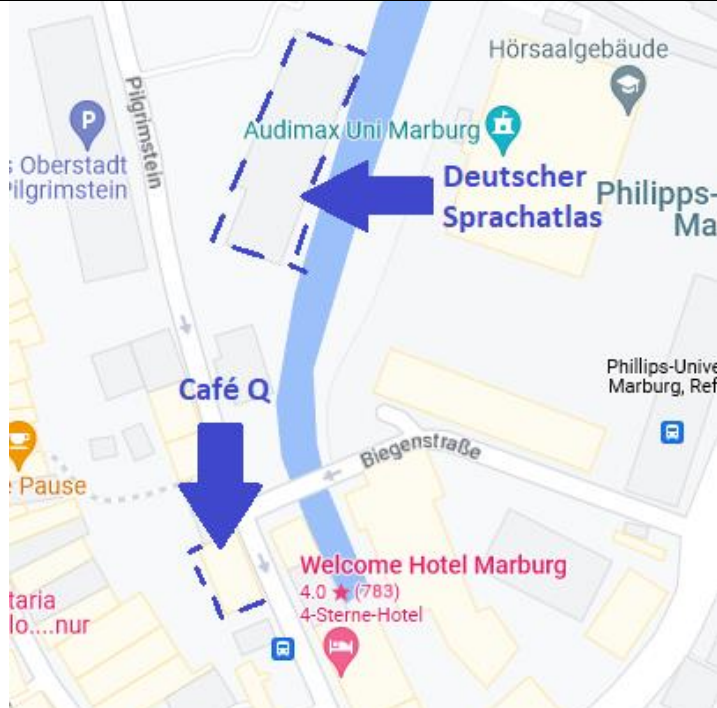 Hörsaalgebäude
Pilgrimstein
P
Audimax Uni Marburg
s Oberstadt
Pilgrimstein
Deutscher
Sprachatlas
Philipps-
Ma
Phillips-Unive
Marburg, Ref
Café Q
Biegenstraße
e Pause
Welcome Hotel Marburg
4.0 ★ (783)
4-Sterne-Hotel
taria
lo....nur